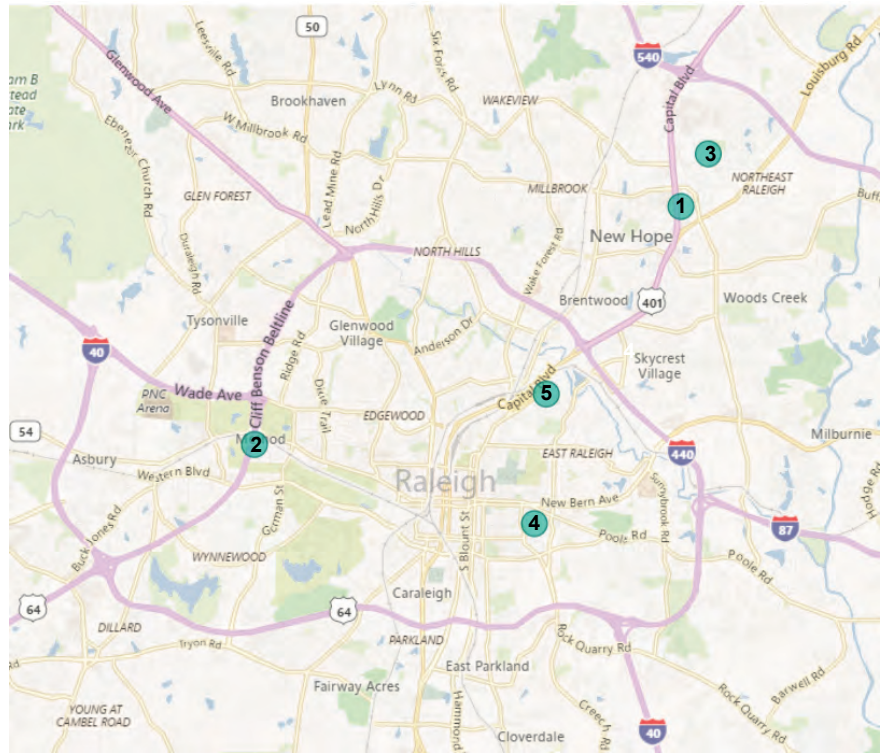 50
Leesville Rd
Six Forks Rd
540
Louisburg Rd
Glenwood Ave
Capital Blvd
Lynn Rd
Brookhaven
WAKEVIEW
W Millbrook Rd
Ebenezer Church Rd
3
NORTHEAST
RALEIGH
MILLBROOK
GLEN FOREST
Lead Mine Rd
North Hills Dr
1
New Hope
Duraleigh Rd
NORTH HILLS
Wake Forest Rd
Brentwood
401
Woods Creek
Tysonville
Glenwood
Village
Anderson Dr
Cliff Benson Beltline
Ridge Rd
40
Skycrest
Village
Wade Ave
PNC
Arena
Dixie Trail
EDGEWOOD
Capital Blvd
5
54
2
Asbury
Western Blvd
EAST RALEIGH
440
Milburnie
Raleigh
New Bern Ave
Sunnybrook Rd
Gorman St
4
Poole Rd
87
Buck Jones Rd
WYNNEWOOD
S Blount St
Poole Rd
Caraleigh
64
64
DILLARD
Tryon Rd
PARKLAND
Rock Quarry Rd
East Parkland
Fairway Acres
Barwell Rd
YOUNG AT
CAMBEL ROAD
Hammond
Creech Rd
Rock Quarry Rd
Cloverdale
40